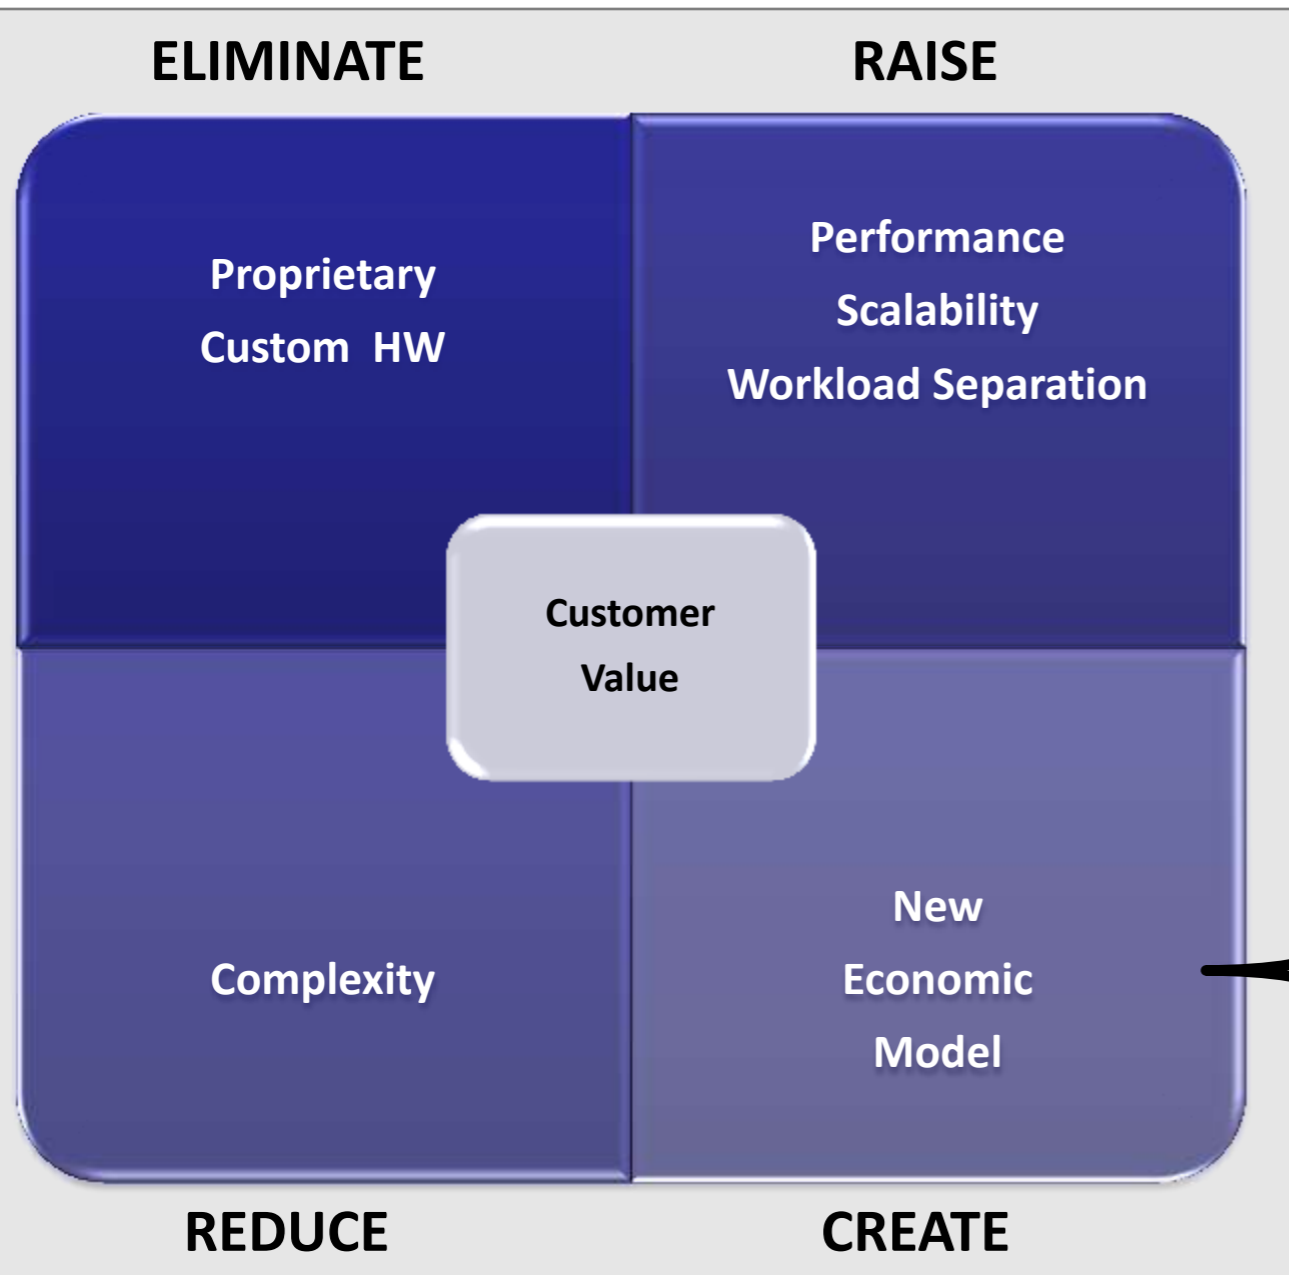 ELIMINATE
RAISE
Proprietary
Custom HW
Performance
Scalability
Workload Separation
Customer
Value
Complexity
New
Economic
Model
REDUCE
CREATE